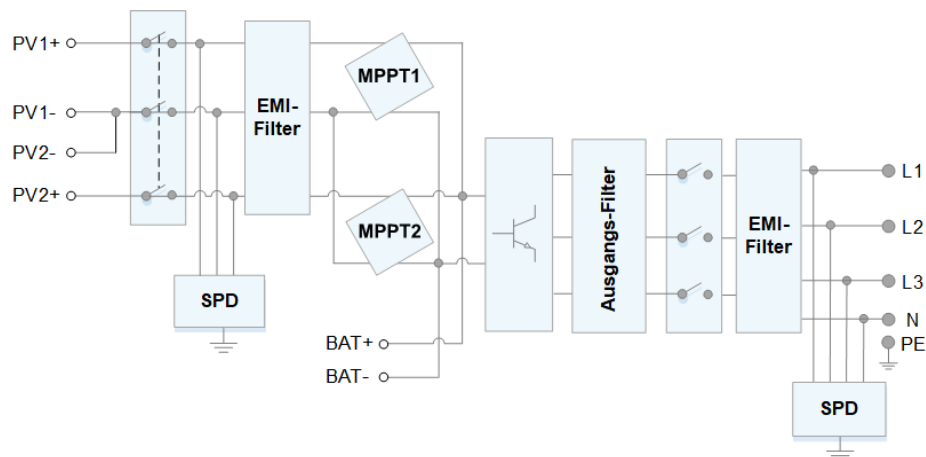 PV1+
PV1-
PV2-
PV2+
EMI-
Filter
MPPT1
MPPT2
SPD
BAT+
BAT-
Ausgangs-Filter
EMI-
Filter
L1
L2
L3
N
PE
SPD